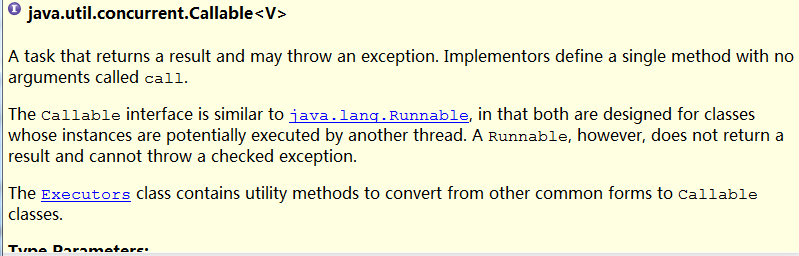 java.util.concurrent.Callable<V>
A task that returns a result and may throw an exception. Implementors define a single method with no
arguments called call.
The Callable interface is similar to java.lang.Runnable, in that both are designed for classes
whose instances are potentially executed by another thread. A Runnable, however, does not return a
result and cannot throw a checked exception.
The Executors class contains utility methods to convert from other common forms to Callable
classes.
Type Parameters: